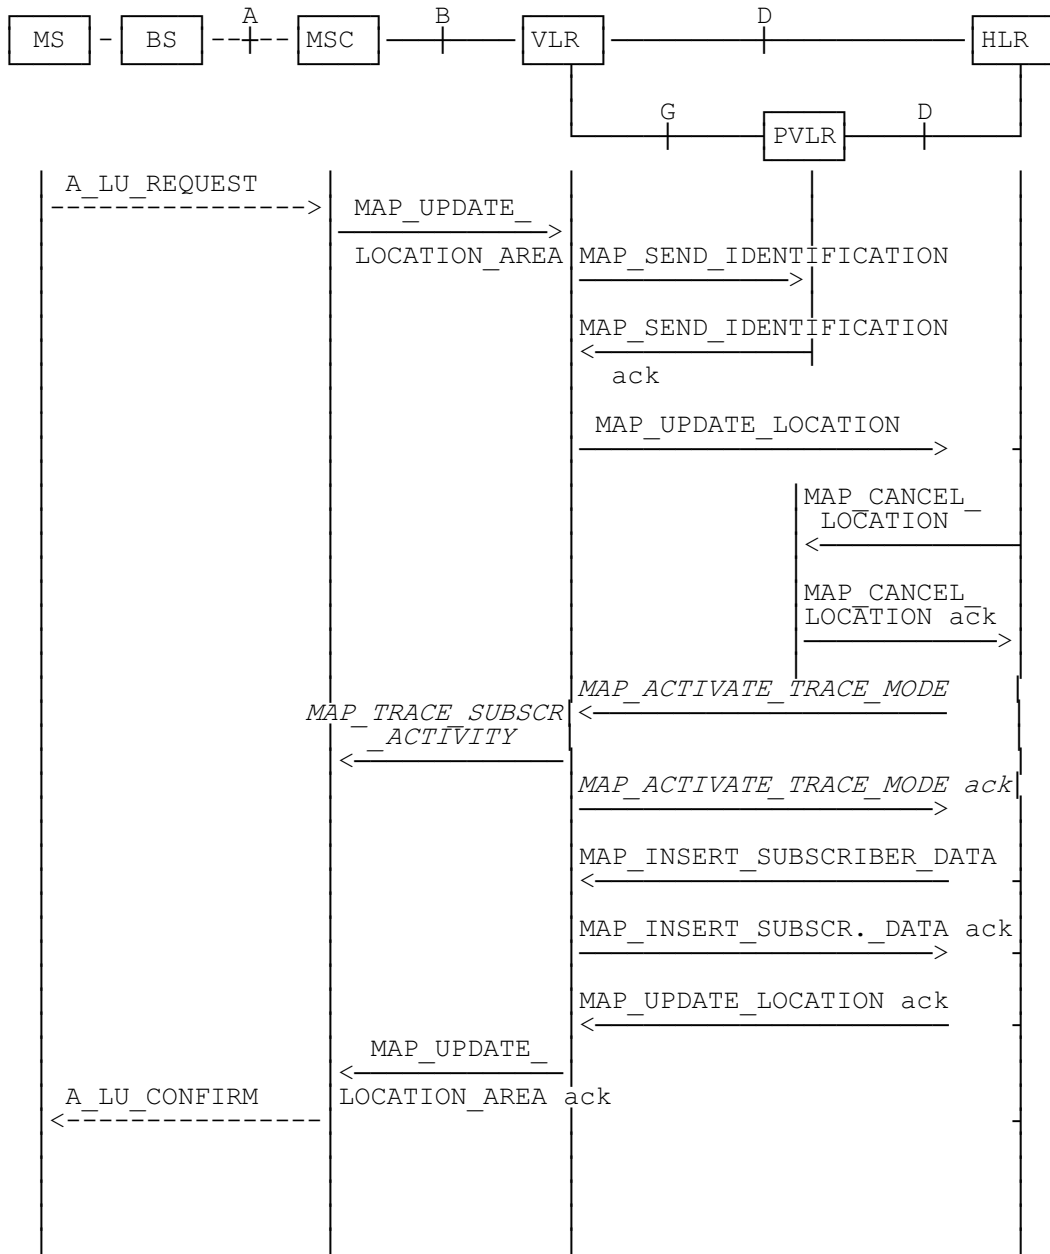 A B D
MS BS MSC VLR HLR
G D
PVLR
A_LU_REQUEST
MAP_UPDATE_
LOCATION_AREA
MAP_SEND_IDENTIFICATION
MAP_SEND_IDENTIFICATION
ack
MAP_UPDATE_LOCATION
MAP_CANCEL_
LOCATION
MAP_CANCEL_
LOCATION ack
MAP_ACTIVATE_TRACE_MODE
MAP_TRACE_SUBSCR
_ACTIVITY
MAP_ACTIVATE_TRACE_MODE ack
MAP_INSERT_SUBSCRIBER_DATA
MAP_INSERT_SUBSCR._DATA ack
MAP_UPDATE_LOCATION ack
MAP_UPDATE_
LOCATION_AREA ack
A_LU_CONFIRM